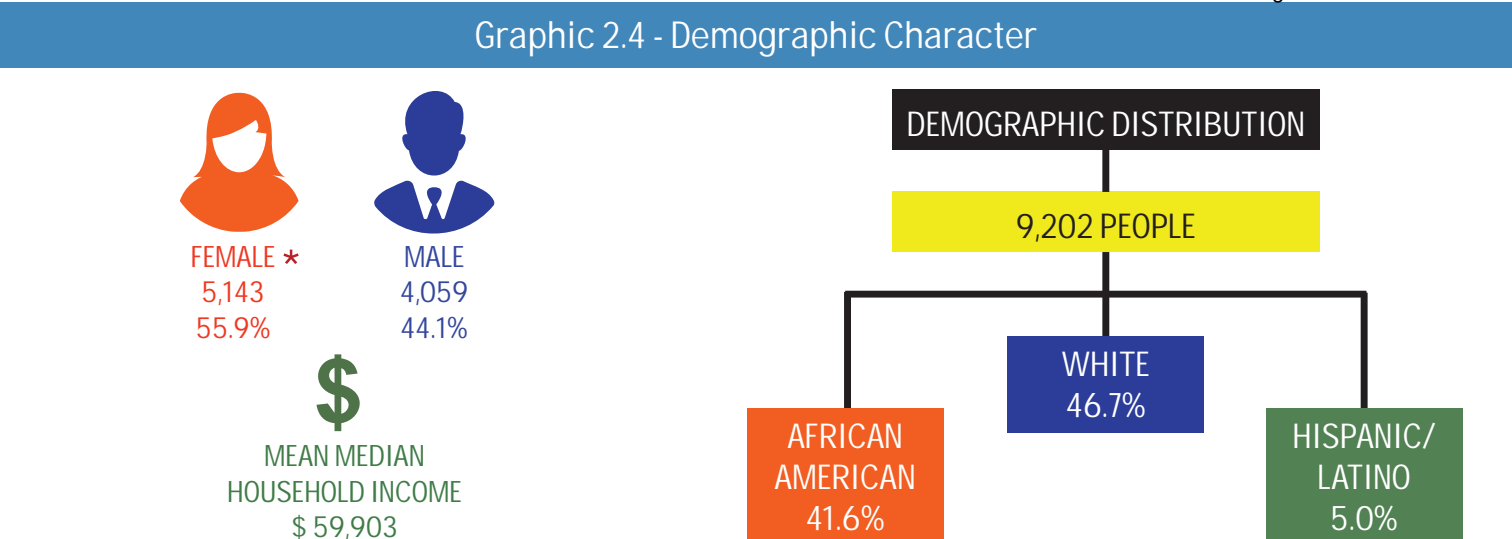 Graphic 2.4 - Demographic Character
FEMALE *
5,143
55.9%
MALE
4,059
44.1%
$
MEAN MEDIAN
HOUSEHOLD INCOME
$ 59,903
DEMOGRAPHIC DISTRIBUTION
9,202 PEOPLE
AFRICAN
AMERICAN
41.6%
WHITE
46.7%
HISPANIC/
LATINO
5.0%